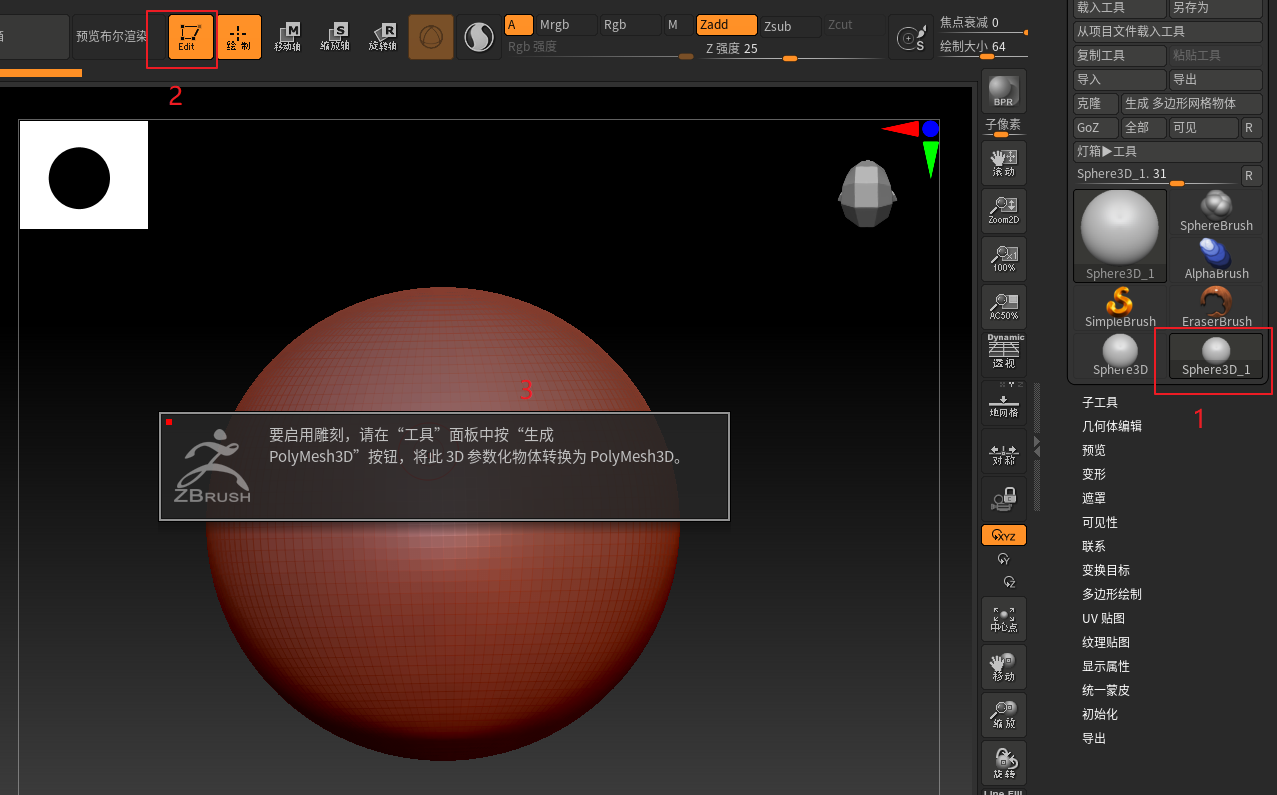 箱
预览布尔渲染
Edit
绘制
M
移动轴
S
缩放轴
R
旋转轴
A
Mrgb
Rgb
M
Zadd
Zsub
Zcut
Rgb 强度
Z 强度 25
S
焦点衰减 0
绘制大小 64
2
载入工具
另存为
从项目文件载入工具
复制工具
粘贴工具
导入
导出
克隆
生成 多边形网格物体
GoZ
全部
可见
R
灯箱▶工具
Sphere3D_1. 31
R
Sphere3D_1
SphereBrush
AlphaBrush
SimpleBrush
EraserBrush
Sphere3D
Sphere3D_1
1
子工具
几何体编辑
预览
变形
遮罩
可见性
联系
变换目标
多边形绘制
UV 贴图
纹理贴图
显示属性
统一蒙皮
初始化
导出
BPR
子像素
滚动
Zoom2D
100%
AC50%
Dynamic
透视
X Y Z
地网格
对称
XYZ
Y
Z
中心点
移动
缩放
旋转
Line Fill
3
要启用雕刻，请在“工具”面板中按“生成
PolyMesh3D”按钮，将此 3D 参数化物体转换为 PolyMesh3D。
ZBRUSH